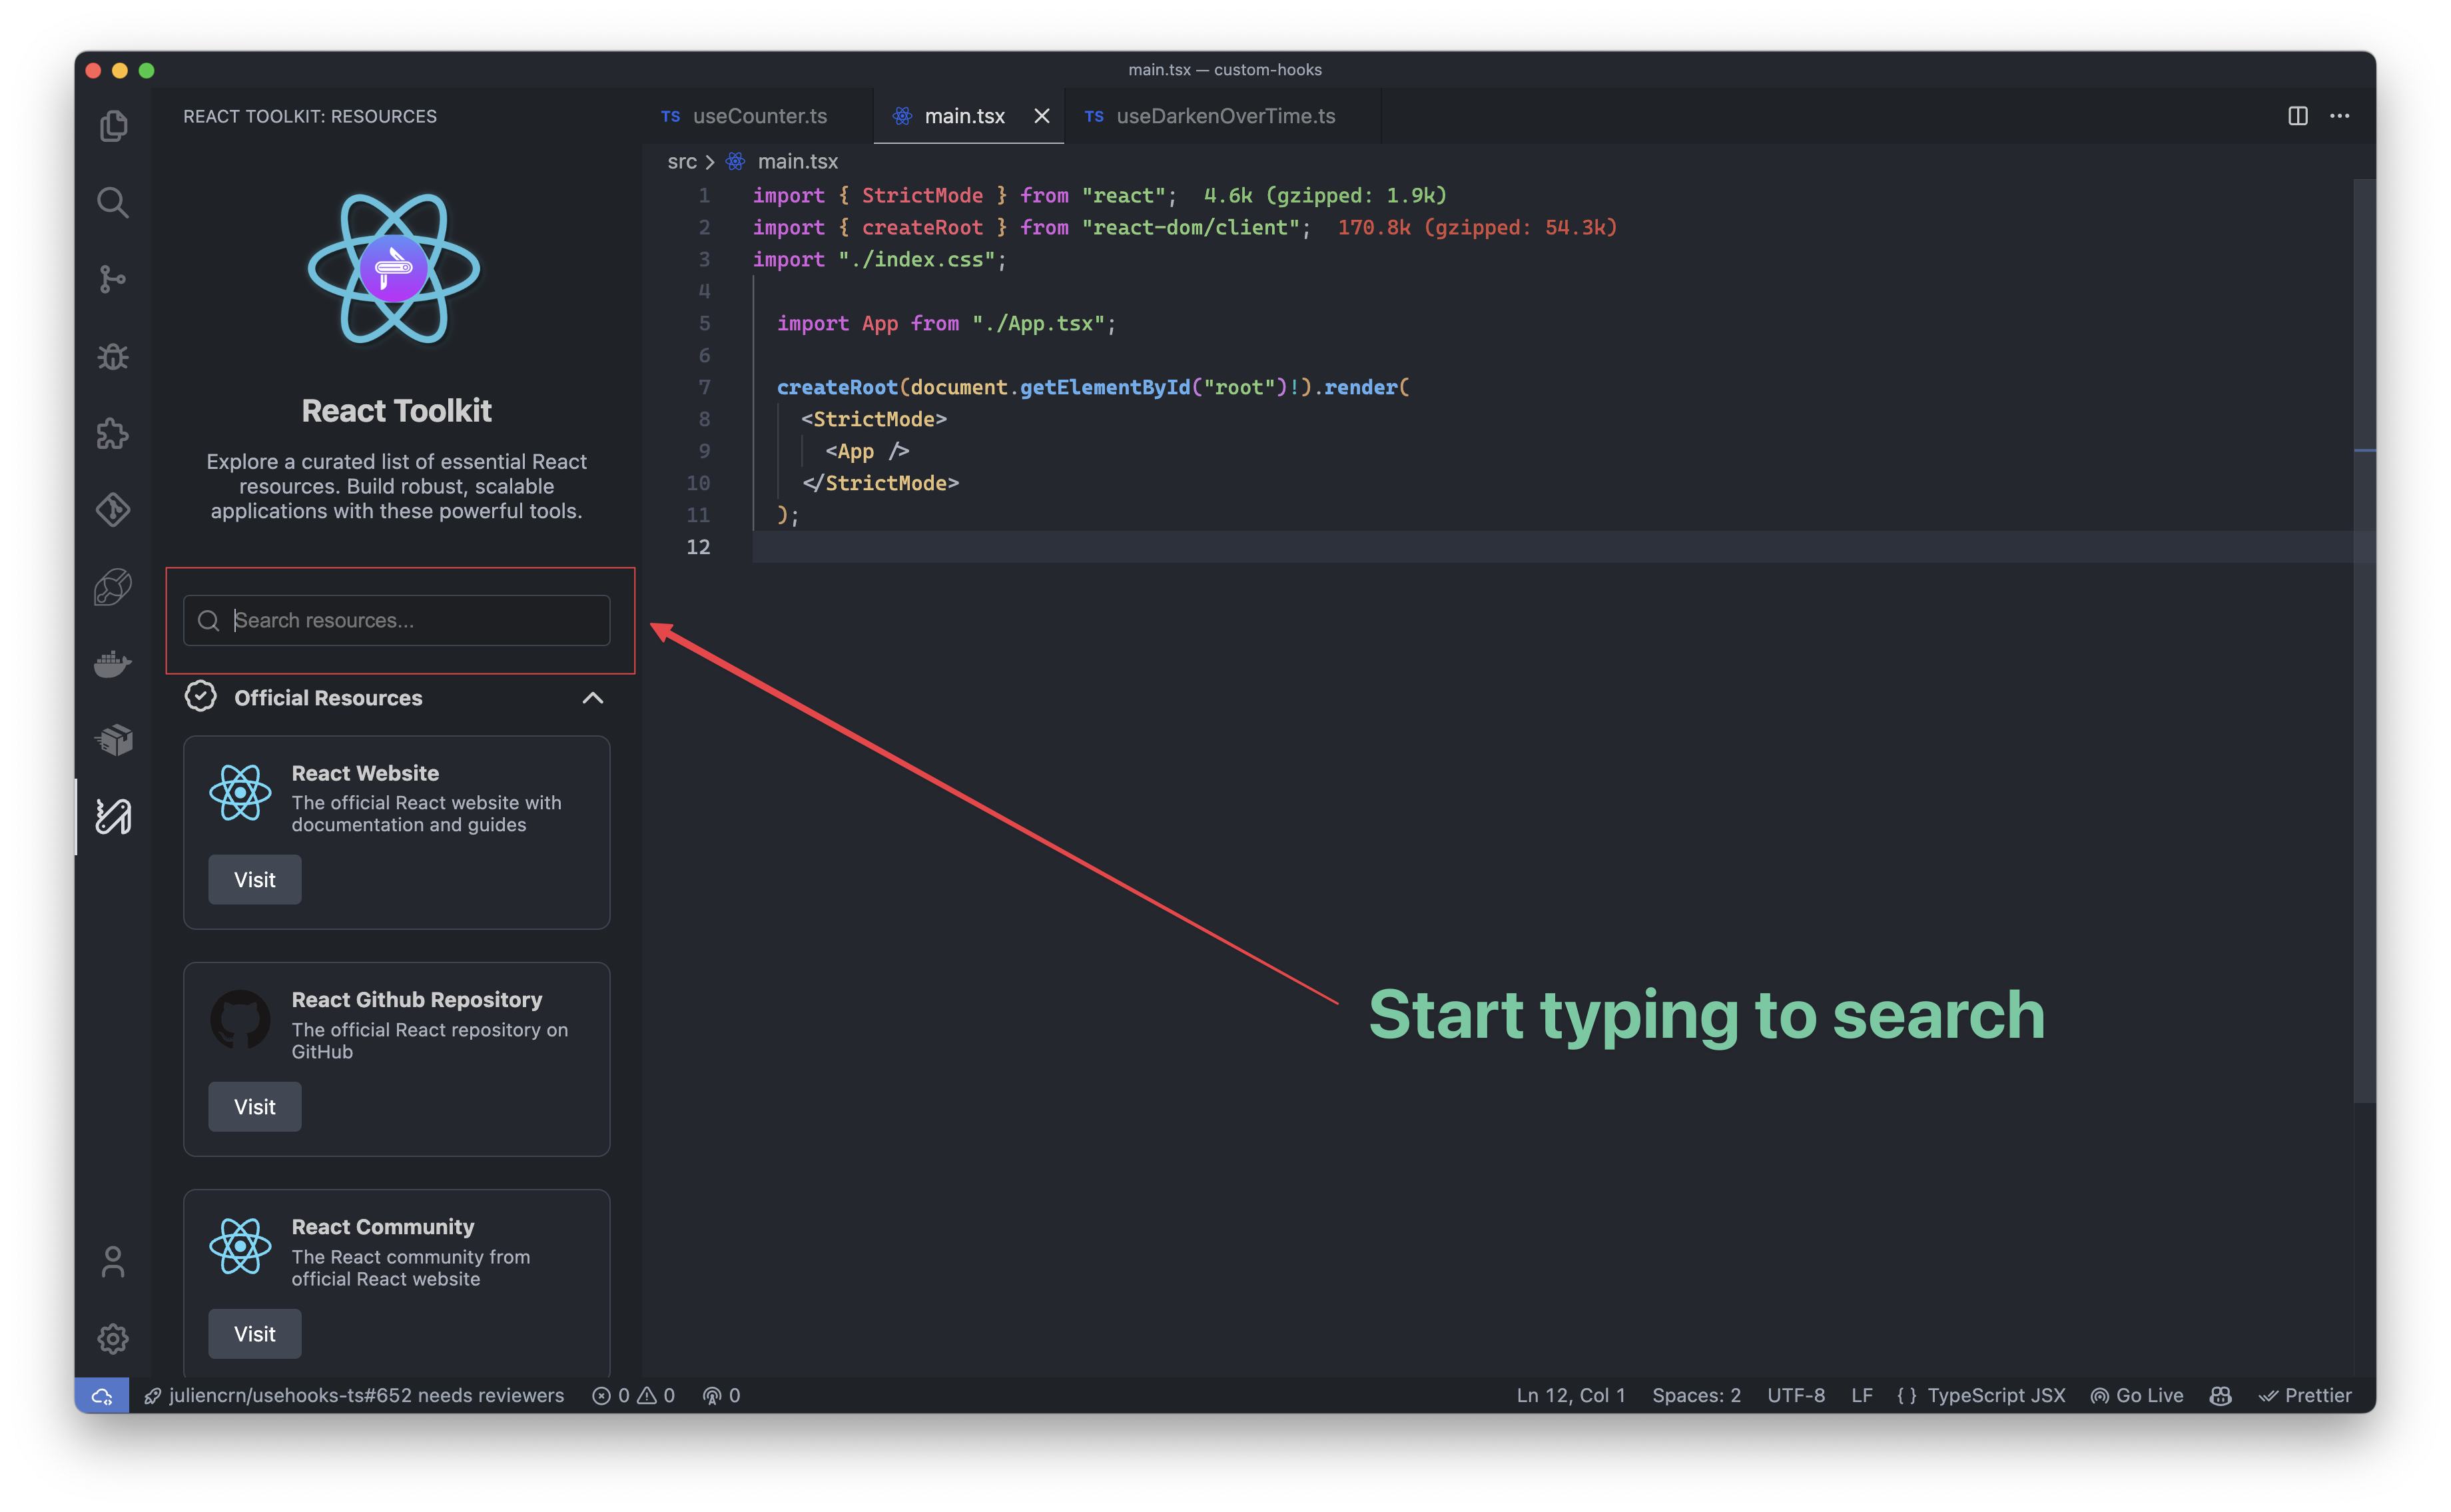 main.tsx — custom-hooks
REACT TOOLKIT: RESOURCES
React Toolkit
Explore a curated list of essential React
resources. Build robust, scalable
applications with these powerful tools.
Search resources...
Official Resources
React Website
The official React website with
documentation and guides
Visit
React Github Repository
The official React repository on
GitHub
Visit
React Community
The React community from
official React website
Visit
TS useCounter.ts
main.tsx
TS useDarkenOverTime.ts
src > main.tsx
1 import { StrictMode } from "react"; 4.6k (gzipped: 1.9k)
2 import { createRoot } from "react-dom/client"; 170.8k (gzipped: 54.3k)
3 import "./index.css";
4
5 import App from "./App.tsx";
6
7 createRoot(document.getElementById("root")!).render(
8 <StrictMode>
9 <App />
10 </StrictMode>
11 );
12
Start typing to search
juliencrn/usehooks-ts#652 needs reviewers 0 0 0
Ln 12, Col 1 Spaces: 2 UTF-8 LF { } TypeScript JSX Go Live Prettier